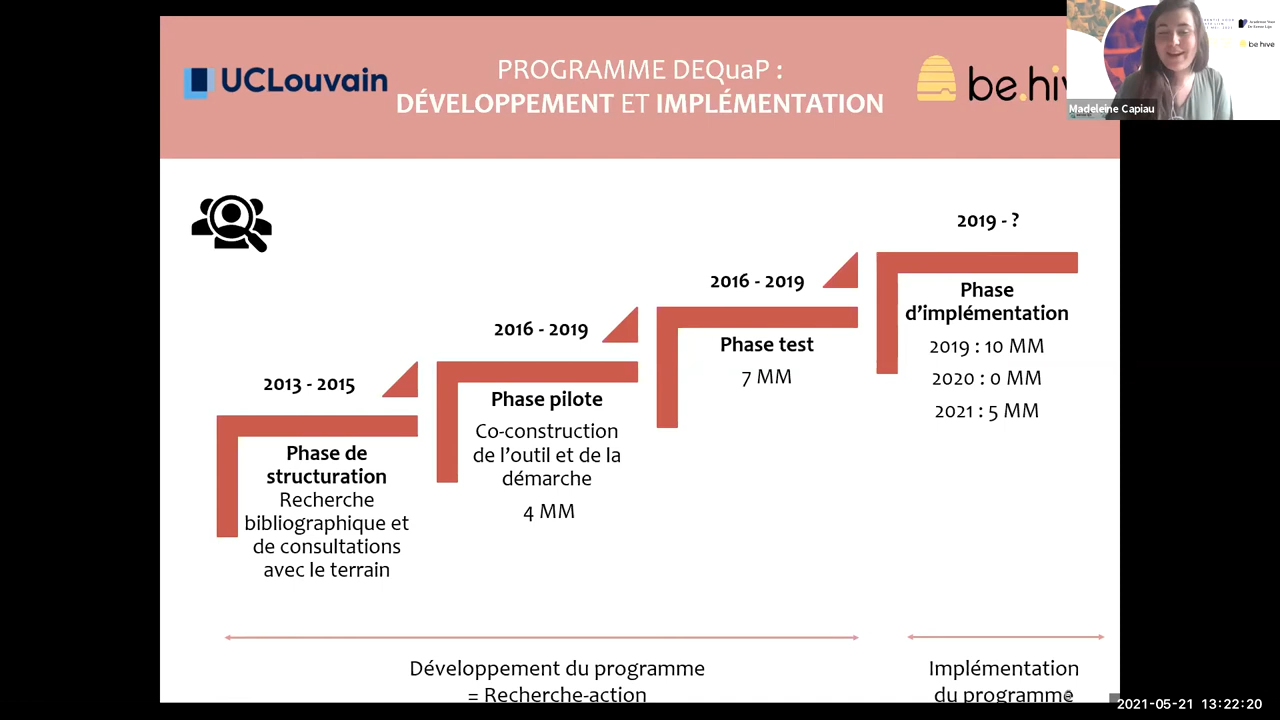 UCLouvain
PROGRAMME DEQuaP :
DÉVELOPPEMENT ET IMPLÉMENTATION
be.hi
be hive
Madeleine Capiau
2019 - ?
Phase
d’implémentation
2019 : 10 MM
2020 : 0 MM
2021 : 5 MM
2016 - 2019
Phase test
7 MM
2016 - 2019
Phase pilote
Co-construction
de l’outil et de la
démarche
4 MM
2013 - 2015
Phase de
structuration
Recherche
bibliographique et
de consultations
avec le terrain
Développement du programme
= Recherche-action
Implémentation
du programme
2021-05-21 13:22:20